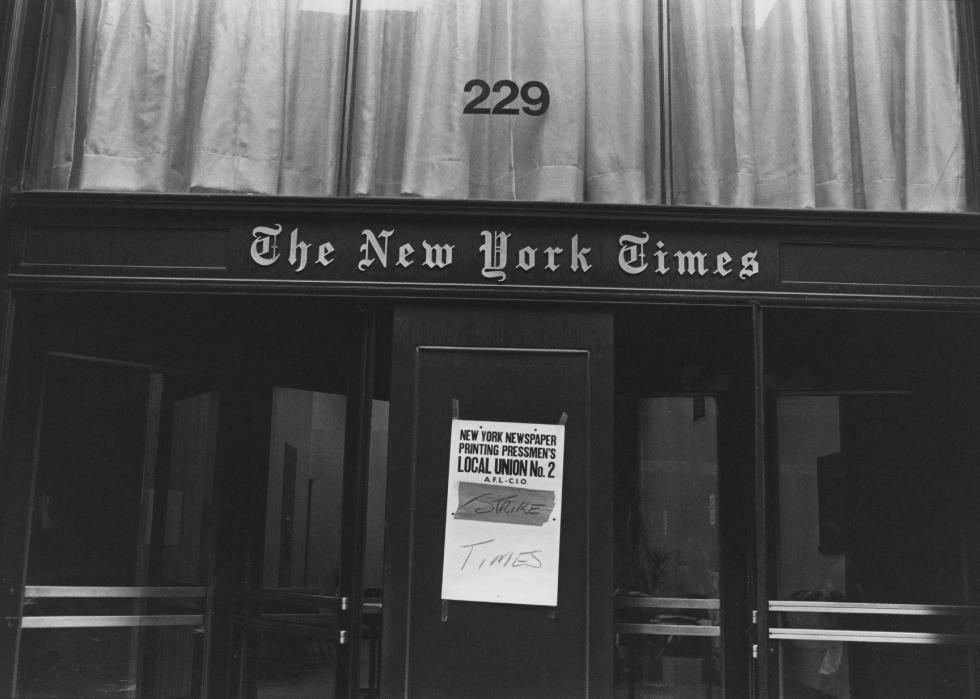 229
The New York Times
NEW YORK NEWSPAPER
PRINTING PRESSMEN'S
LOCAL UNION No. 2
A.F.L.-C.I.O.
STRIKE
TIMES